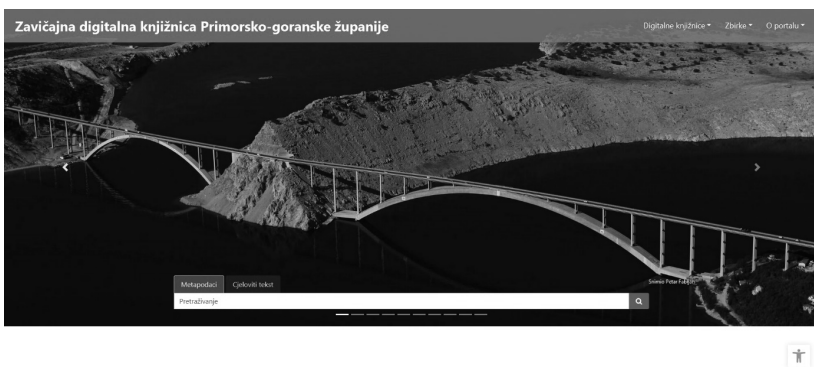 Zavičajna digitalna knjižnica Primorsko-goranske županije
Digitalne knjižnice Zbirke O portalu
Metapodaci Cjeloviti tekst
Snimio Petar Fabijan
Pretraživanje